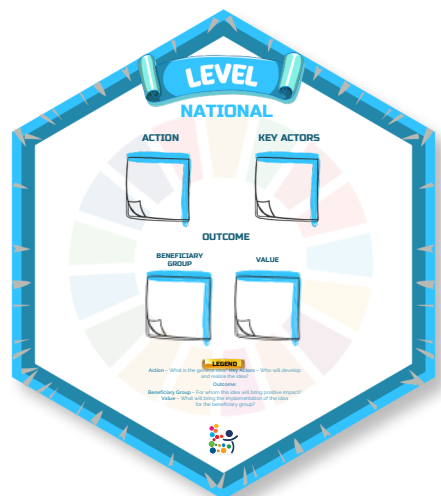 LEVEL
NATIONAL
ACTION
KEY ACTORS
OUTCOME
BENEFICIARY
GROUP
VALUE
LEGEND
Action – What is the general idea? Key Actors – Who will develop
and realize the idea?
Outcome:
Beneficiary Group – For whom this idea will bring positive impact?
Value – What will bring the implementation of the idea
for the beneficiary group?